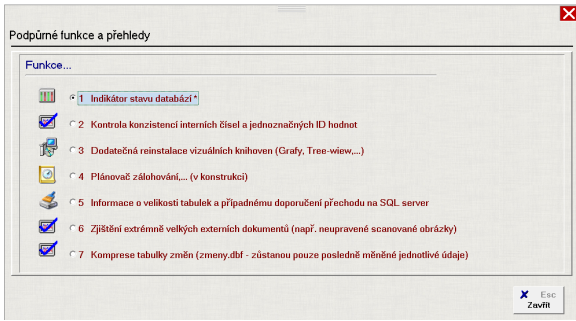 Podpůrné funkce a přehledy
Funkce...
1 Indikátor stavu databází *
2 Kontrola konzistencí interních čísel a jednoznačných ID hodnot
3 Dodatečná reinstalace vizuálních knihoven (Grafy, Tree-wiew,...)
4 Plánovač zálohování,... (v konstrukci)
5 Informace o velikosti tabulek a případnému doporučení přechodu na SQL server
6 Zjištění extrémně velkých externích dokumentů (např. neupravené scanované obrázky)
7 Komprese tabulky změn (zmeny.dbf - zůstanou pouze posledně měněné jednotlivé údaje)
Esc
Zavřít